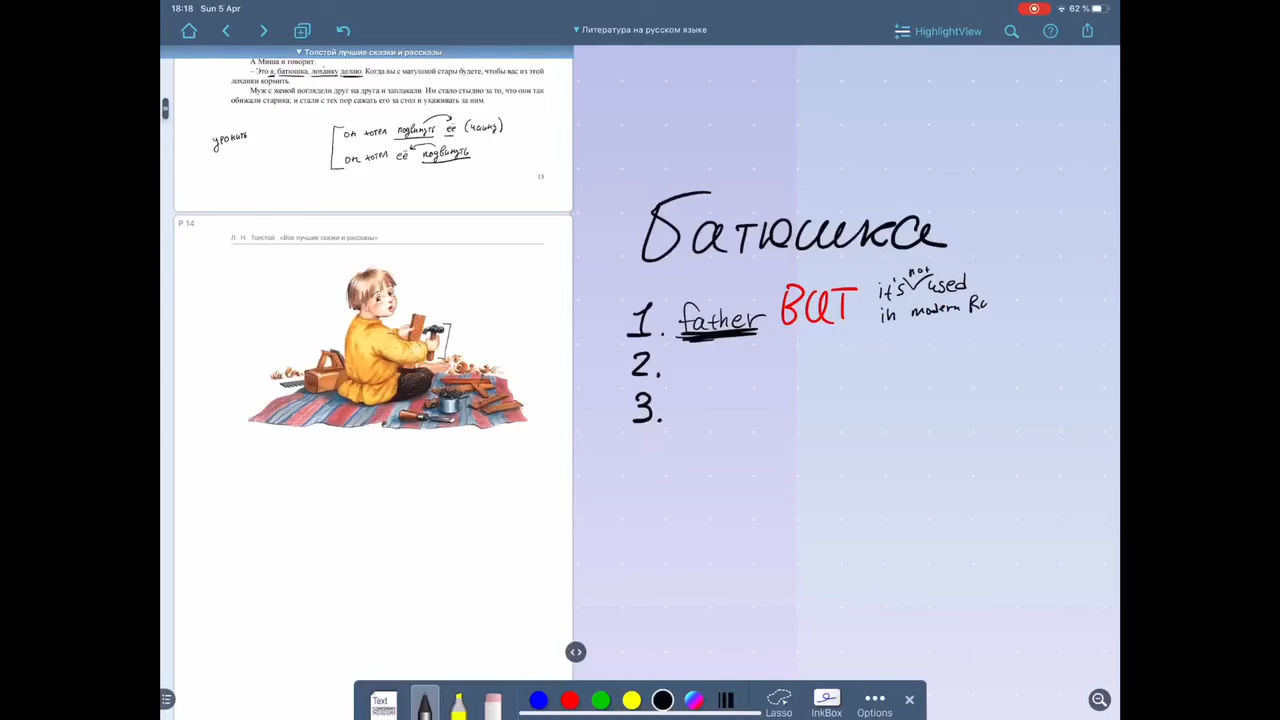 18:18 Sun 5 Apr
62 %
Литература на русском языке
HighlightView
Толстой лучшие сказки и рассказы
А Миша и говорит:
– Это я, батюшка, лоханку делаю. Когда вы с матушкой стары будете, чтобы вас из этой
лоханки кормить.
Муж с женой поглядели друг на друга и заплакали. Им стало стыдно за то, что они так
обижали старика; и стали с тех пор сажать его за стол и ухаживать за ним.
уронить
он хотел подвинуть её (чашку)
он хотел её подвинуть
13
P 14
Л. Н. Толстой. «Все лучшие сказки и рассказы»
Батюшка
1. father BUT it's not used
in modern Ru
2.
3.
Text
Lasso
InkBox
Options